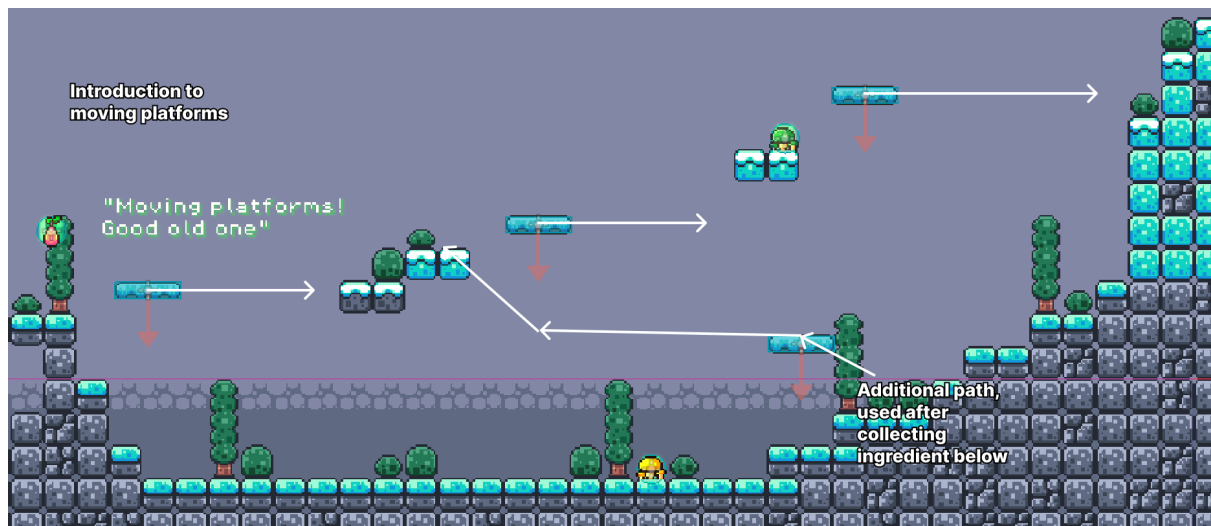 Introduction to
moving platforms
"Moving platforms!
Good old one"
Additional path,
used after
collecting
ingredient below